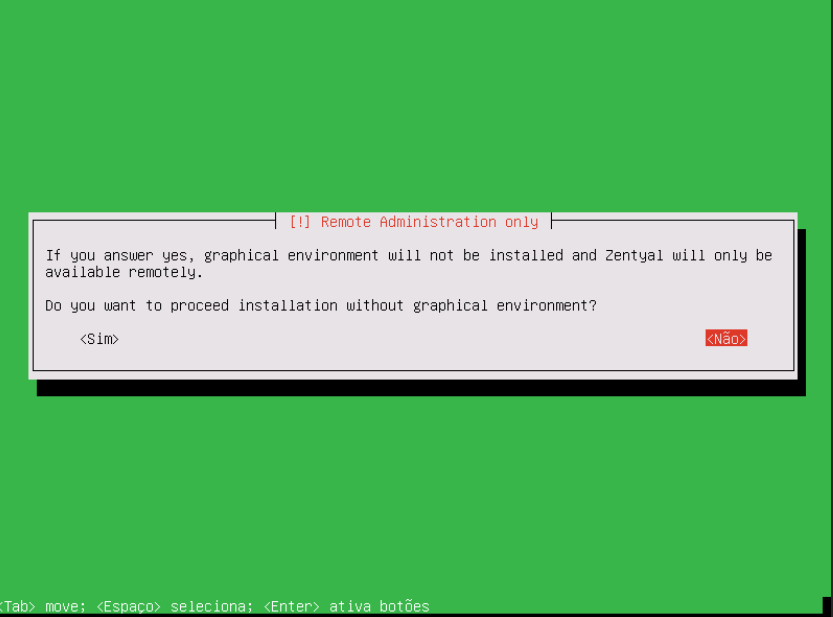 [!] Remote Administration only
If you answer yes, graphical environment will not be installed and Zentyal will only be
available remotely.
Do you want to proceed installation without graphical environment?
<Sim> <Não>
<Tab> move; <Espaço> seleciona; <Enter> ativa botões